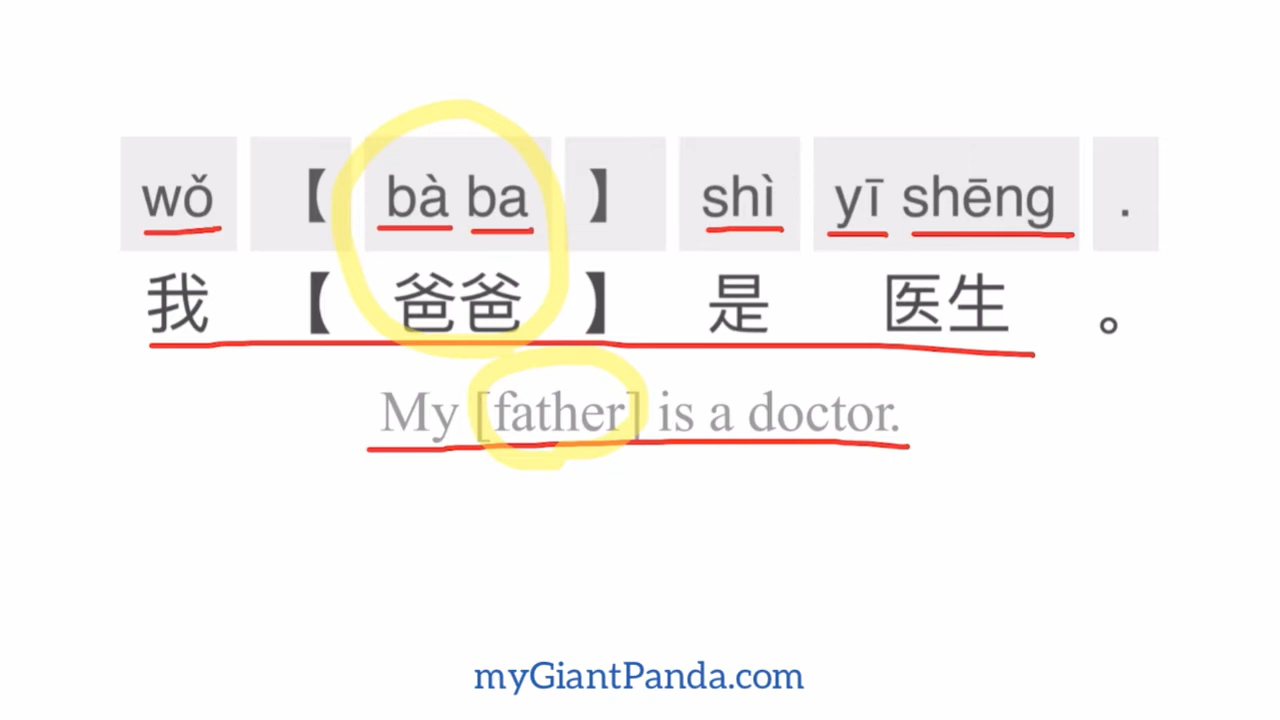 wǒ 【 bà ba 】 shì yī shēng .
我 【 爸爸 】 是 医生 。
My [father] is a doctor.
myGiantPanda.com